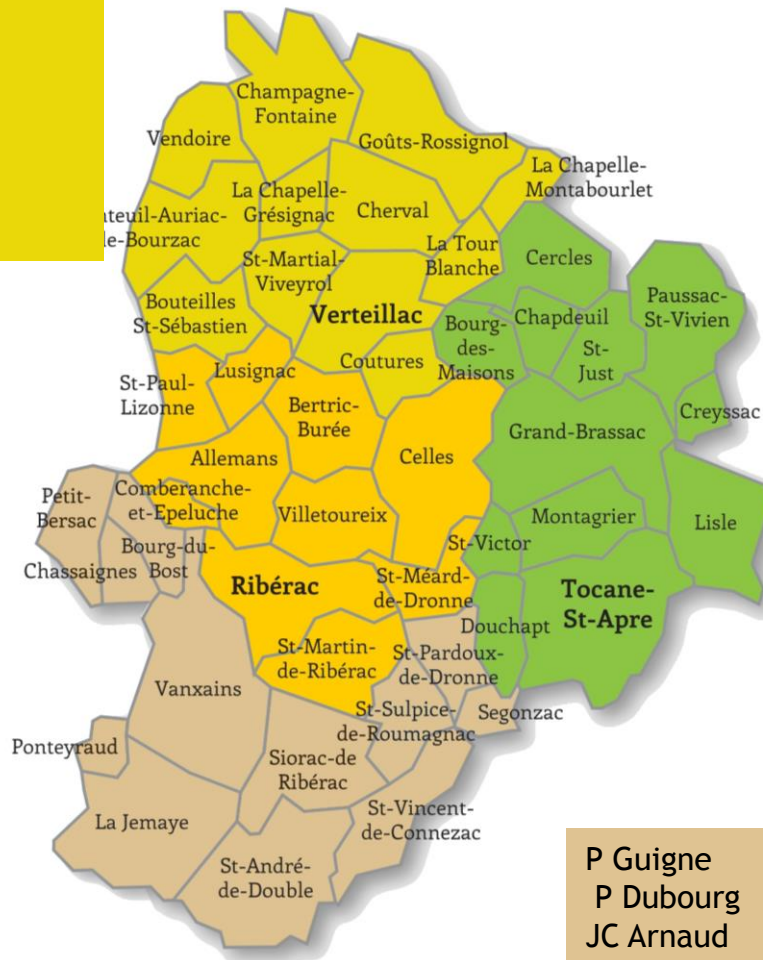 Champagne-
Fontaine
Vendoire
Goûts-Rossignol
La Chapelle-
Montabourlet
La Chapelle-
Grésignac
Cherval
nteuil-Auriac-
le-Bourzac
La Tour
Blanche
Cercles
St-Martial-
Viveyrol
Bouteilles
St-Sébastien
Verteillac
Paussac-
St-Vivien
Bourg-
des-
Maisons
Chapdeuil
St-
Just
Coutures
St-Paul-
Lizonne
Lusignac
Bertric-
Burée
Creyssac
Grand-Brassac
Allemans
Celles
Petit-
Bersac
Comberanche-
et-Epeluche
Villetoureix
Montagrier
Lisle
Bourg-du-
Bost
St-Victor
Chassaignes
Ribérac
St-Méard-
de-Dronne
Tocane-
St-Apre
Douchapt
St-Martin-
de-Ribérac
St-Pardoux-
de-Dronne
Vanxains
St-Sulpice-
de-Roumagnac
Segonzac
Ponteyraud
Siorac-de
Ribérac
La Jemaye
St-Vincent-
de-Connezac
St-André-
de-Double
P Guigne
P Dubourg
JC Arnaud